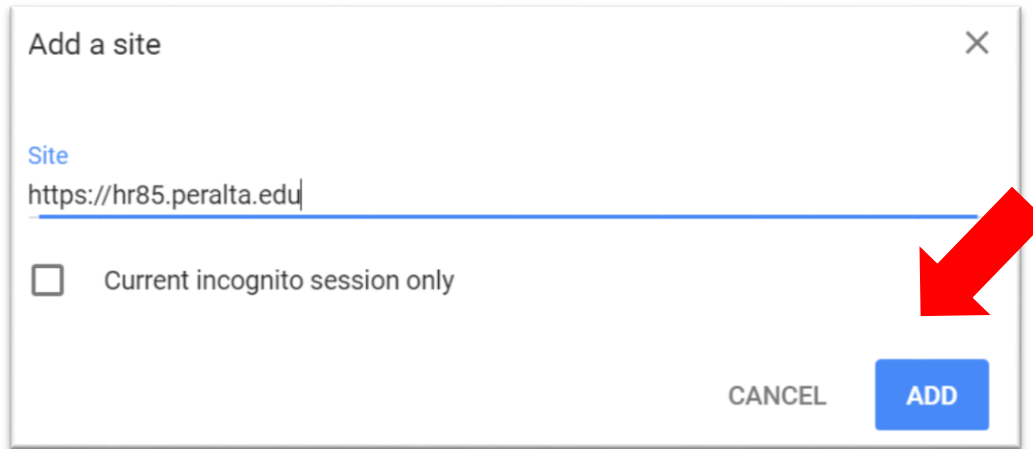 Add a site
Site
https://hr85.peralta.edu
Current incognito session only
CANCEL ADD